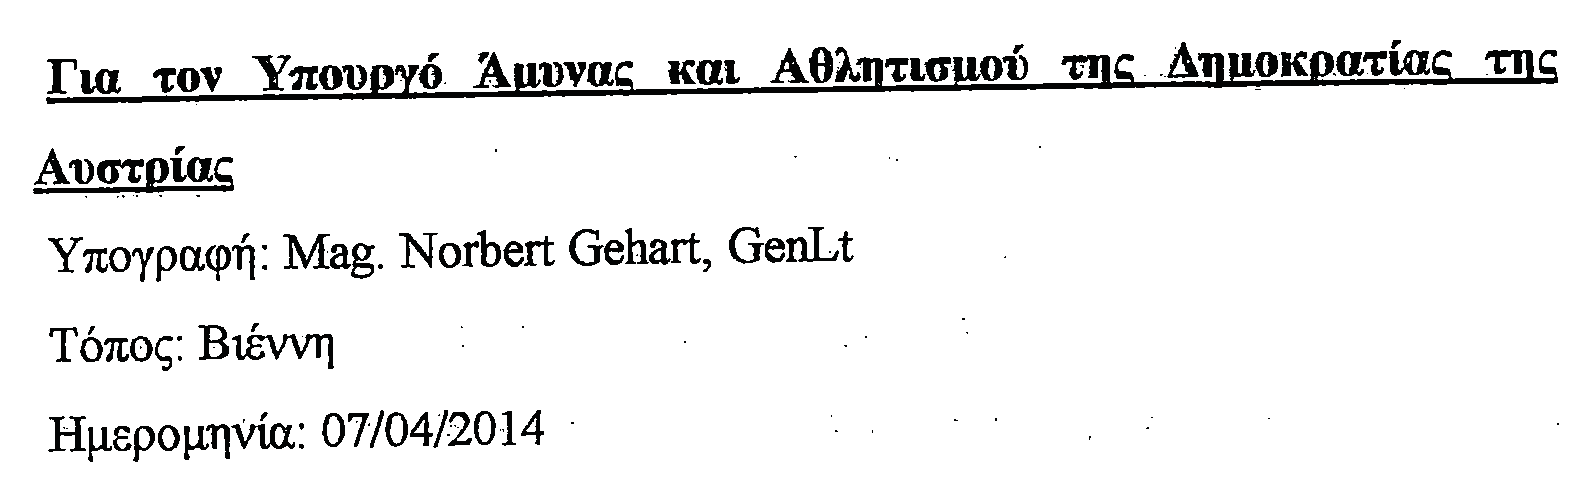 Για τον Υπουργό Άμυνας και Αθλητισμού της Δημοκρατίας της
Αυστρίας
Υπογραφή: Mag. Norbert Gehart, GenLt
Τόπος: Βιέννη
Ημερομηνία: 07/04/2014